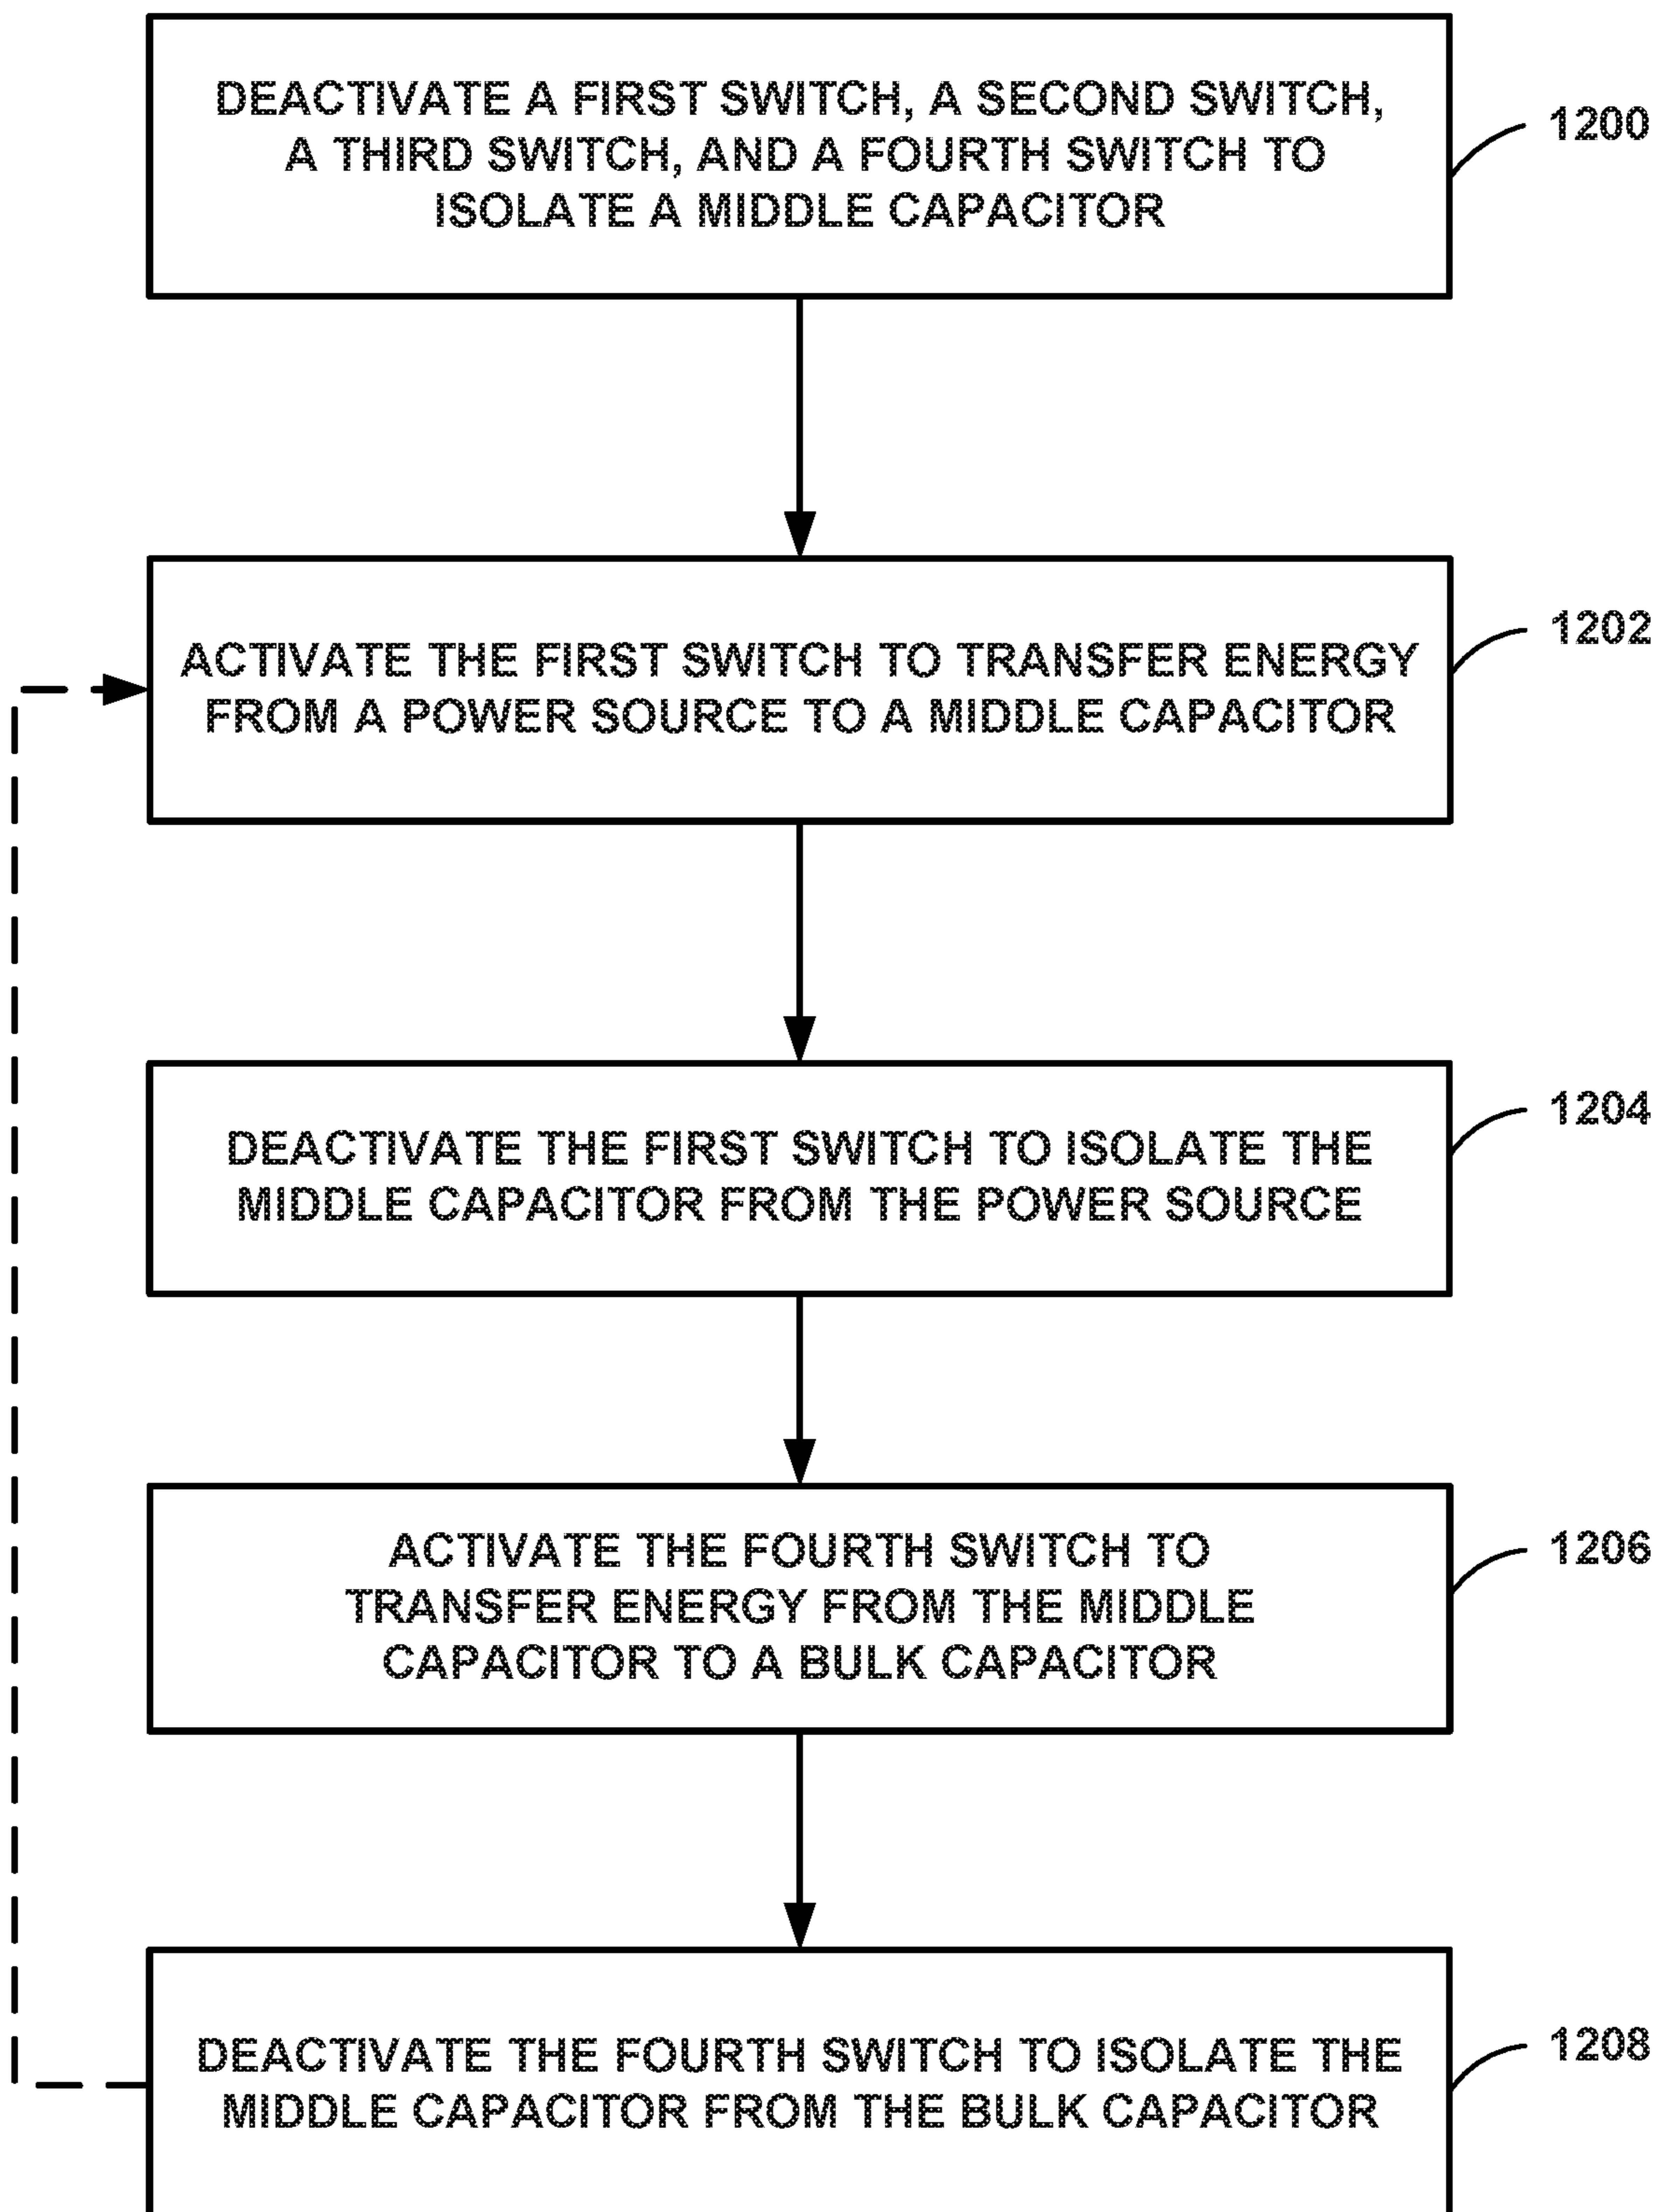 DEACTIVATE A FIRST SWITCH, A SECOND SWITCH,
A THIRD SWITCH, AND A FOURTH SWITCH TO
ISOLATE A MIDDLE CAPACITOR
1200
ACTIVATE THE FIRST SWITCH TO TRANSFER ENERGY
FROM A POWER SOURCE TO A MIDDLE CAPACITOR
1202
DEACTIVATE THE FIRST SWITCH TO ISOLATE THE
MIDDLE CAPACITOR FROM THE POWER SOURCE
1204
ACTIVATE THE FOURTH SWITCH TO
TRANSFER ENERGY FROM THE MIDDLE
CAPACITOR TO A BULK CAPACITOR
1206
DEACTIVATE THE FOURTH SWITCH TO ISOLATE THE
MIDDLE CAPACITOR FROM THE BULK CAPACITOR
1208